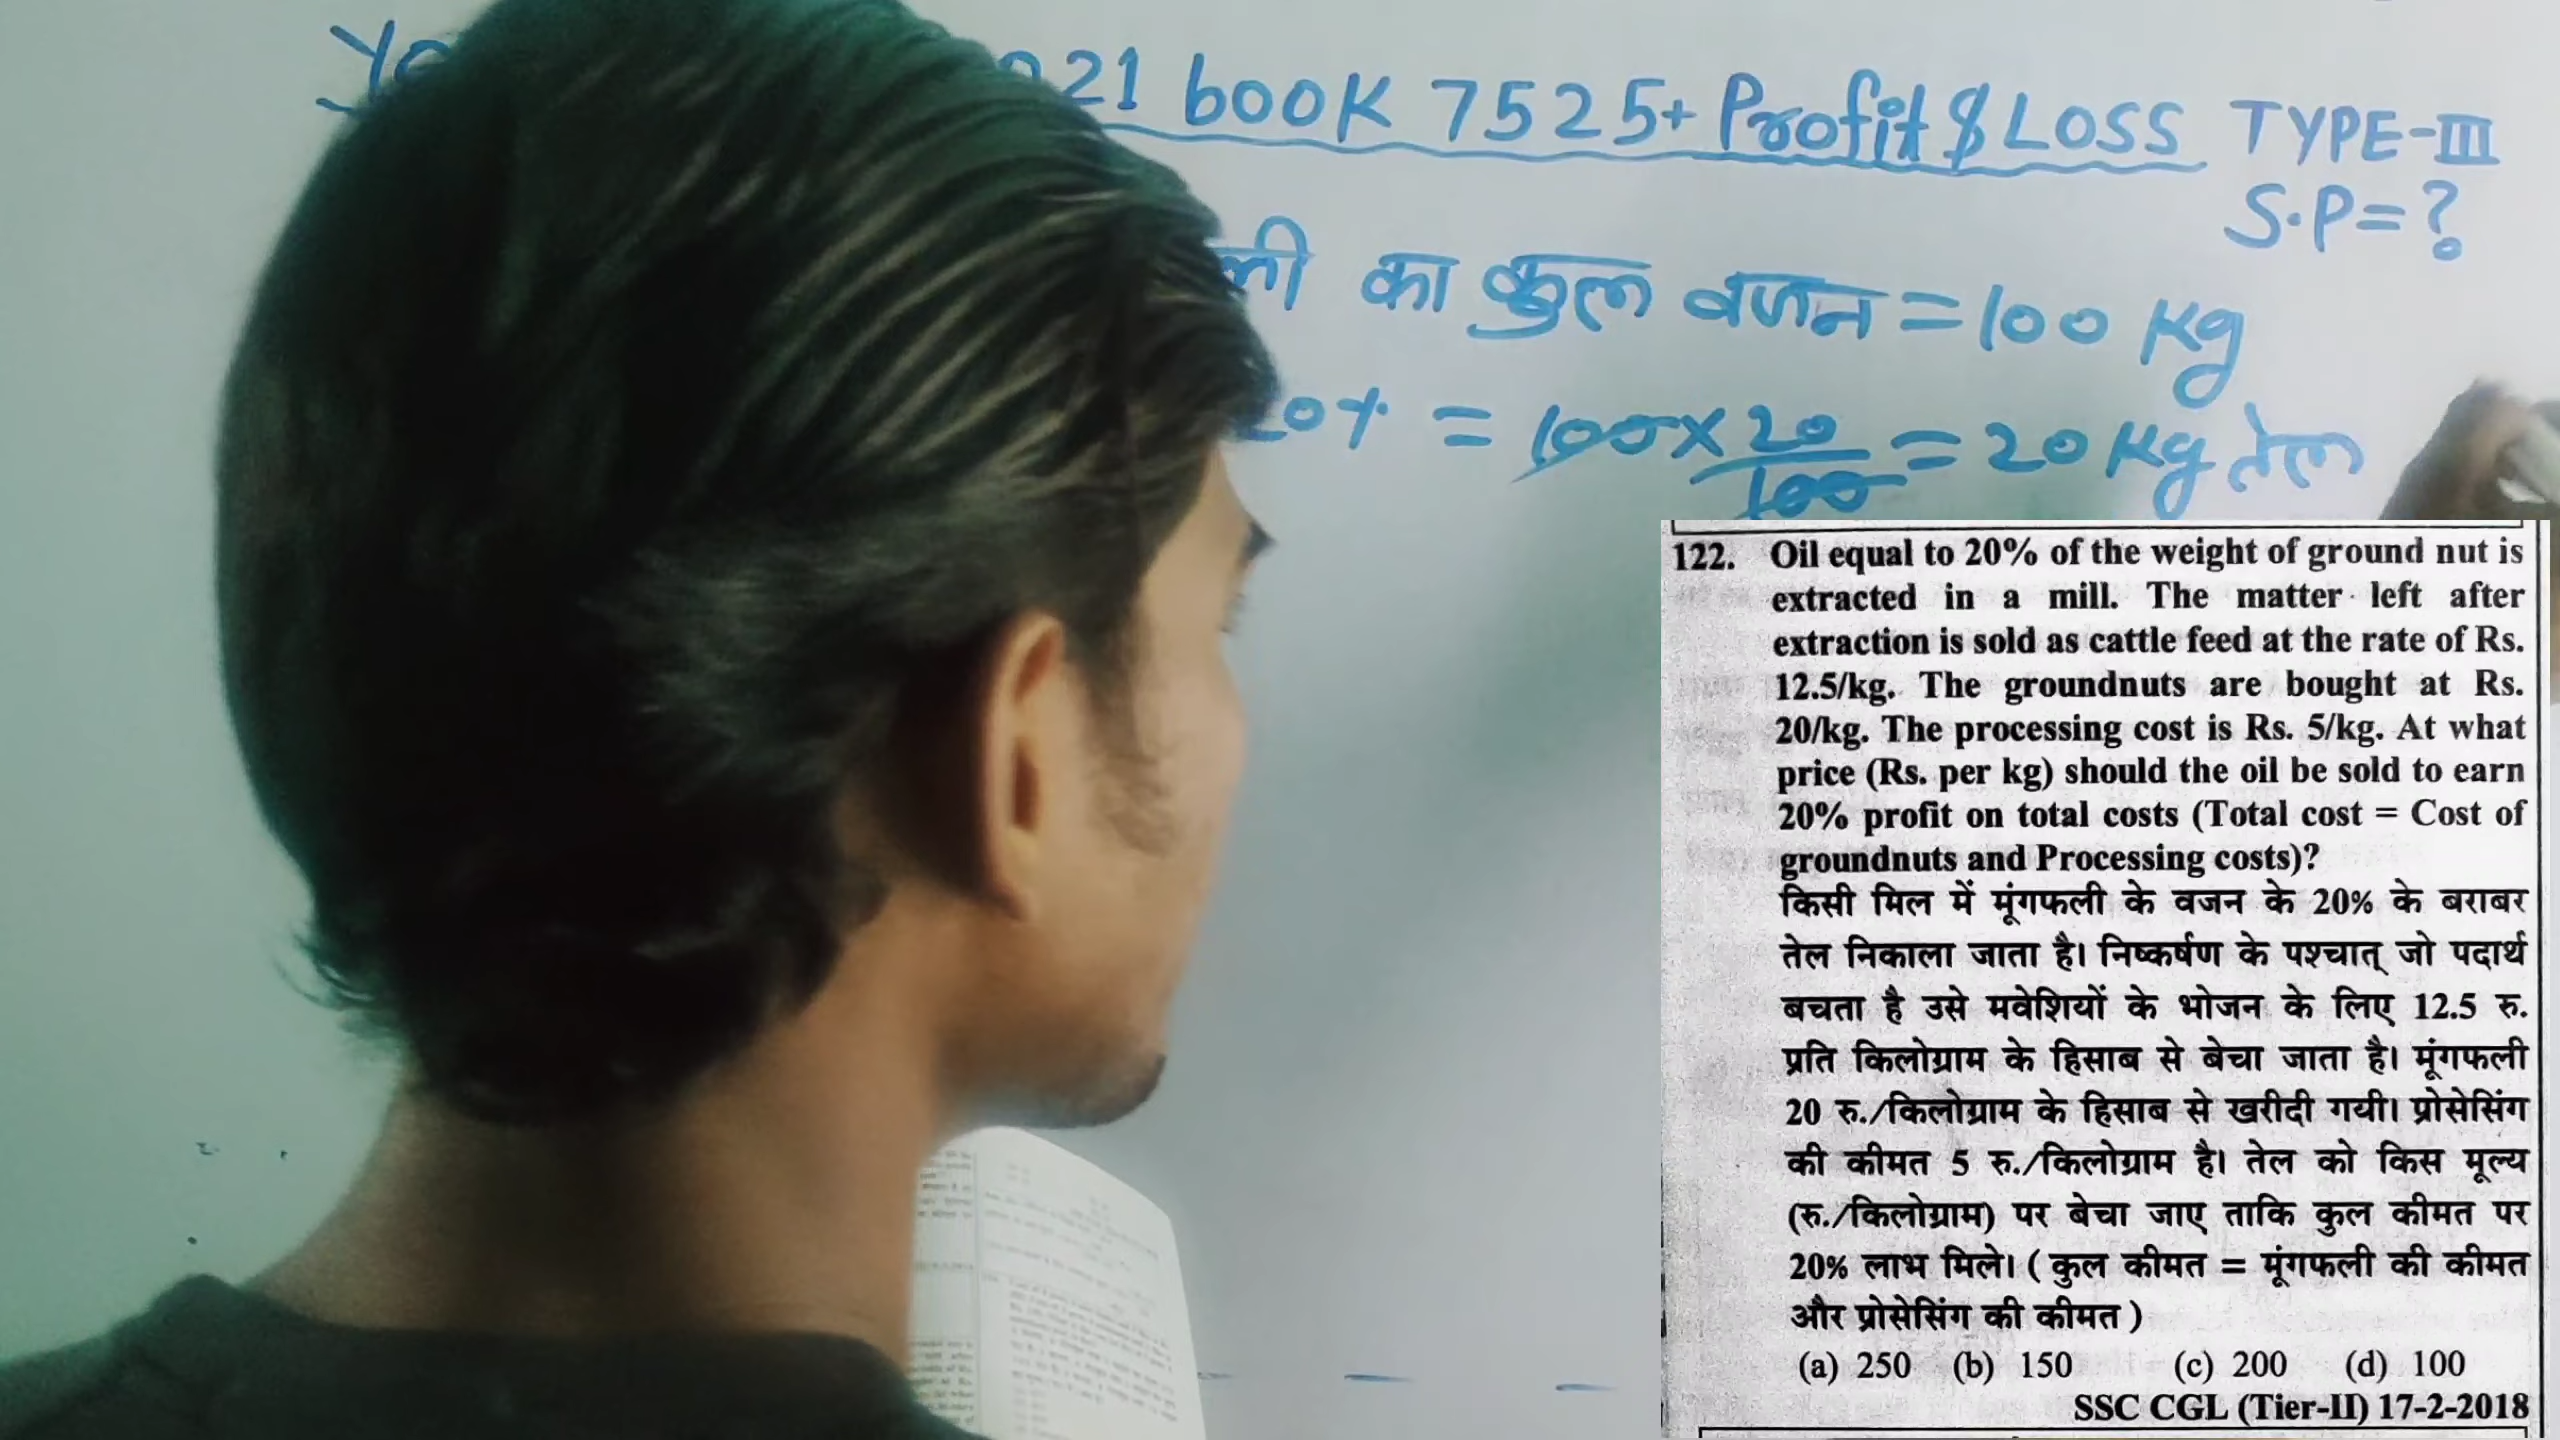 21 book 7525+ Profit $ LOSS TYPE-III
S.P=?
ली का कुल वजन = 100 Kg
20% = 100 × 20/100 = 20 Kg तेल
122. Oil equal to 20% of the weight of ground nut is
extracted in a mill. The matter left after
extraction is sold as cattle feed at the rate of Rs.
12.5/kg. The groundnuts are bought at Rs.
20/kg. The processing cost is Rs. 5/kg. At what
price (Rs. per kg) should the oil be sold to earn
20% profit on total costs (Total cost = Cost of
groundnuts and Processing costs)?
किसी मिल में मूंगफली के वजन के 20% के बराबर
तेल निकाला जाता है। निष्कर्षण के पश्चात् जो पदार्थ
बचता है उसे मवेशियों के भोजन के लिए 12.5 रु.
प्रति किलोग्राम के हिसाब से बेचा जाता है। मूंगफली
20 रु./किलोग्राम के हिसाब से खरीदी गयी। प्रोसेसिंग
की कीमत 5 रु./किलोग्राम है। तेल को किस मूल्य
(रु./किलोग्राम) पर बेचा जाए ताकि कुल कीमत पर
20% लाभ मिले। ( कुल कीमत = मूंगफली की कीमत
और प्रोसेसिंग की कीमत )
(a) 250 (b) 150 (c) 200 (d) 100
SSC CGL (Tier-II) 17-2-2018